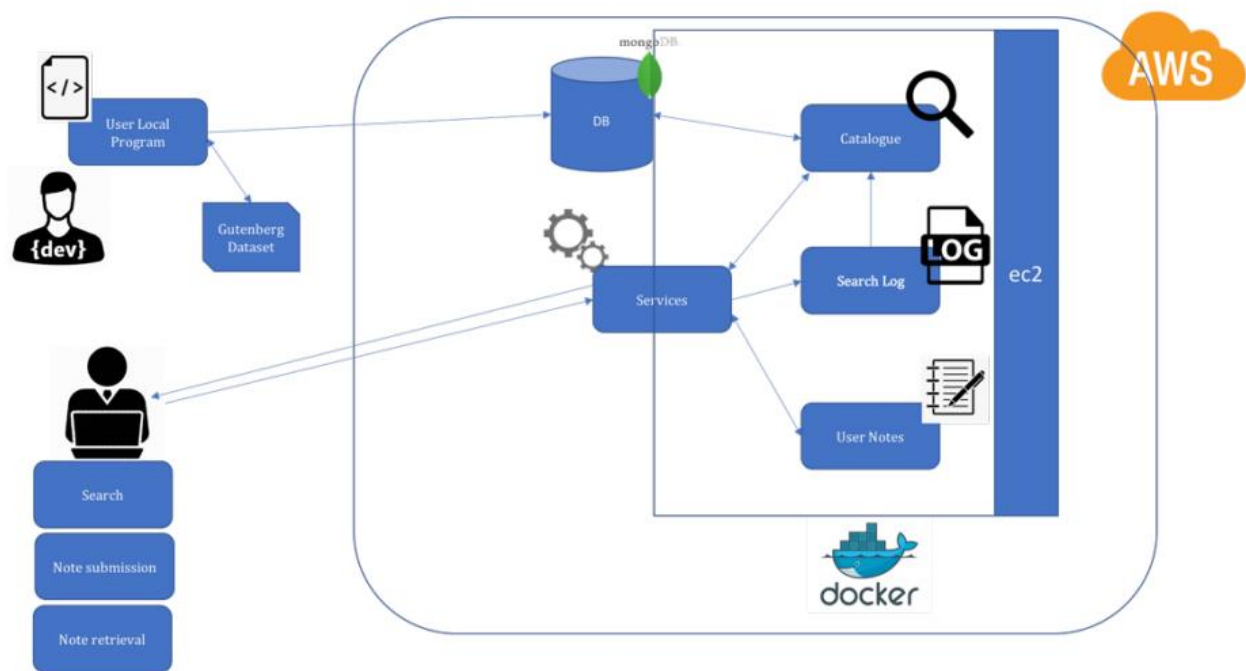 mongoDB.
AWS
</>
User Local
Program
DB
Catalogue
{dev}
Gutenberg
Dataset
LOG
Services
Search Log
ec2
User Notes
Search
Note submission
Note retrieval
docker